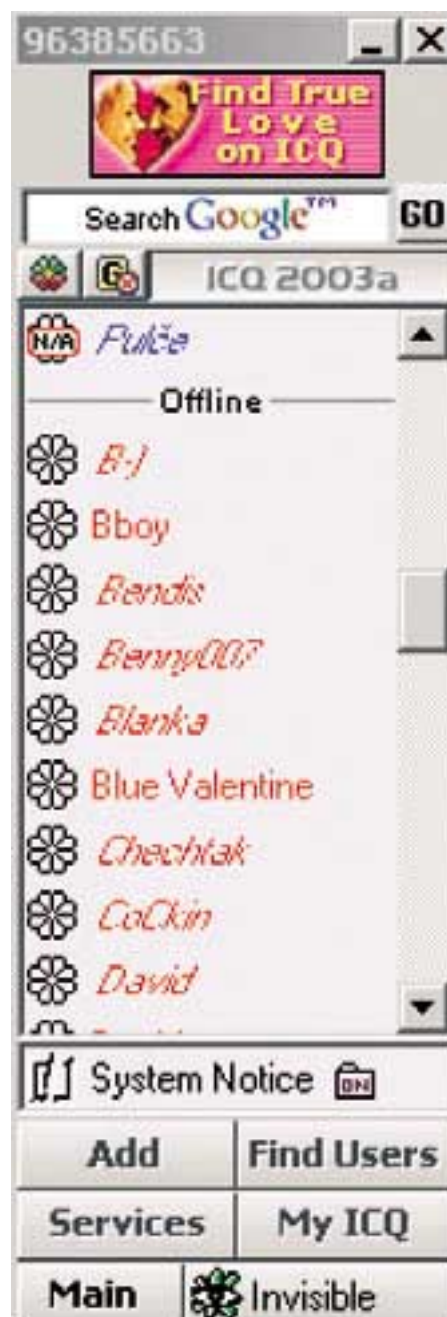 96385663
Find True
Love
on ICQ
Search Google™ GO
ICQ 2003a
N/A Pulče
Offline
B-)
Bboy
Bendis
Benny007
Blanka
Blue Valentine
Chechtak
CoCkin
David
System Notice ON
Add Find Users
Services My ICQ
Main Invisible